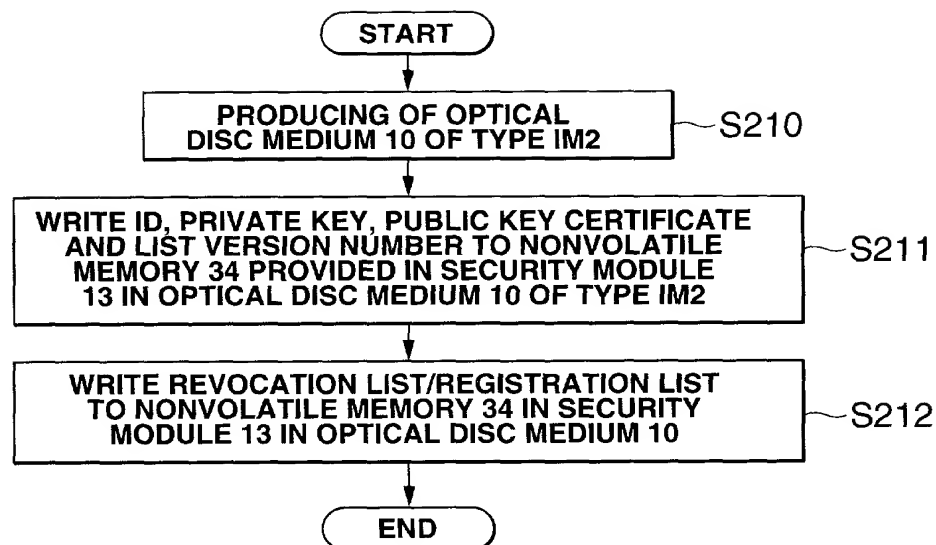 START
PRODUCING OF OPTICAL
DISC MEDIUM 10 OF TYPE IM2
S210
WRITE ID, PRIVATE KEY, PUBLIC KEY CERTIFICATE
AND LIST VERSION NUMBER TO NONVOLATILE
MEMORY 34 PROVIDED IN SECURITY MODULE
13 IN OPTICAL DISC MEDIUM 10 OF TYPE IM2
S211
WRITE REVOCATION LIST/REGISTRATION LIST
TO NONVOLATILE MEMORY 34 IN SECURITY
MODULE 13 IN OPTICAL DISC MEDIUM 10
S212
END